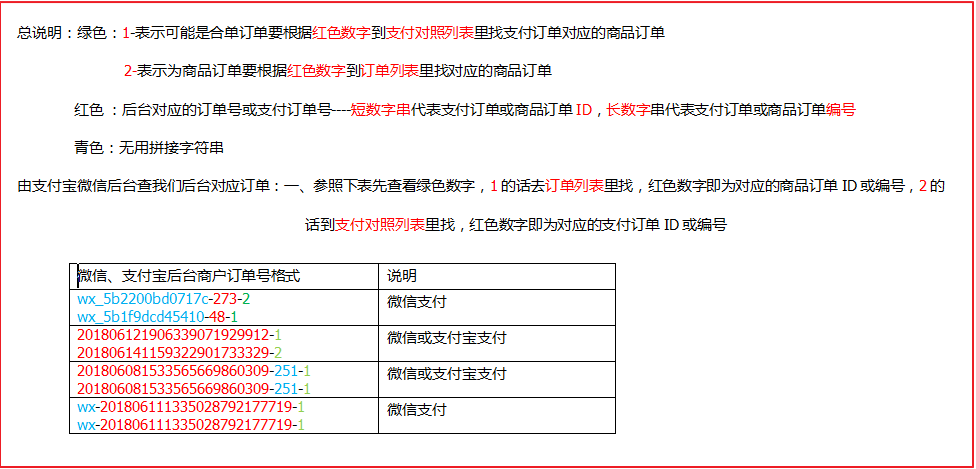 总说明：绿色：1-表示可能是合单订单要根据红色数字到支付对照列表里找支付订单对应的商品订单
2-表示为商品订单要根据红色数字到订单列表里找对应的商品订单
红色：后台对应的订单号或支付订单号----短数字串代表支付订单或商品订单 ID，长数字串代表支付订单或商品订单编号
青色：无用拼接字符串
由支付宝微信后台查我们后台对应订单：一、参照下表先查看绿色数字，1 的话去订单列表里找，红色数字即为对应的商品订单 ID 或编号，2 的
话到支付对照列表里找，红色数字即为对应的支付订单 ID 或编号
微信、支付宝后台商户订单号格式 说明
wx_5b2200bd0717c-273-2 微信支付
wx_5b1f9dcd45410-48-1
201806121906339071929912-1 微信或支付宝支付
201806141159322901733329-2
201806081533565669860309-251-1 微信或支付宝支付
201806081533565669860309-251-1
wx-201806111335028792177719-1 微信支付
wx-201806111335028792177719-1